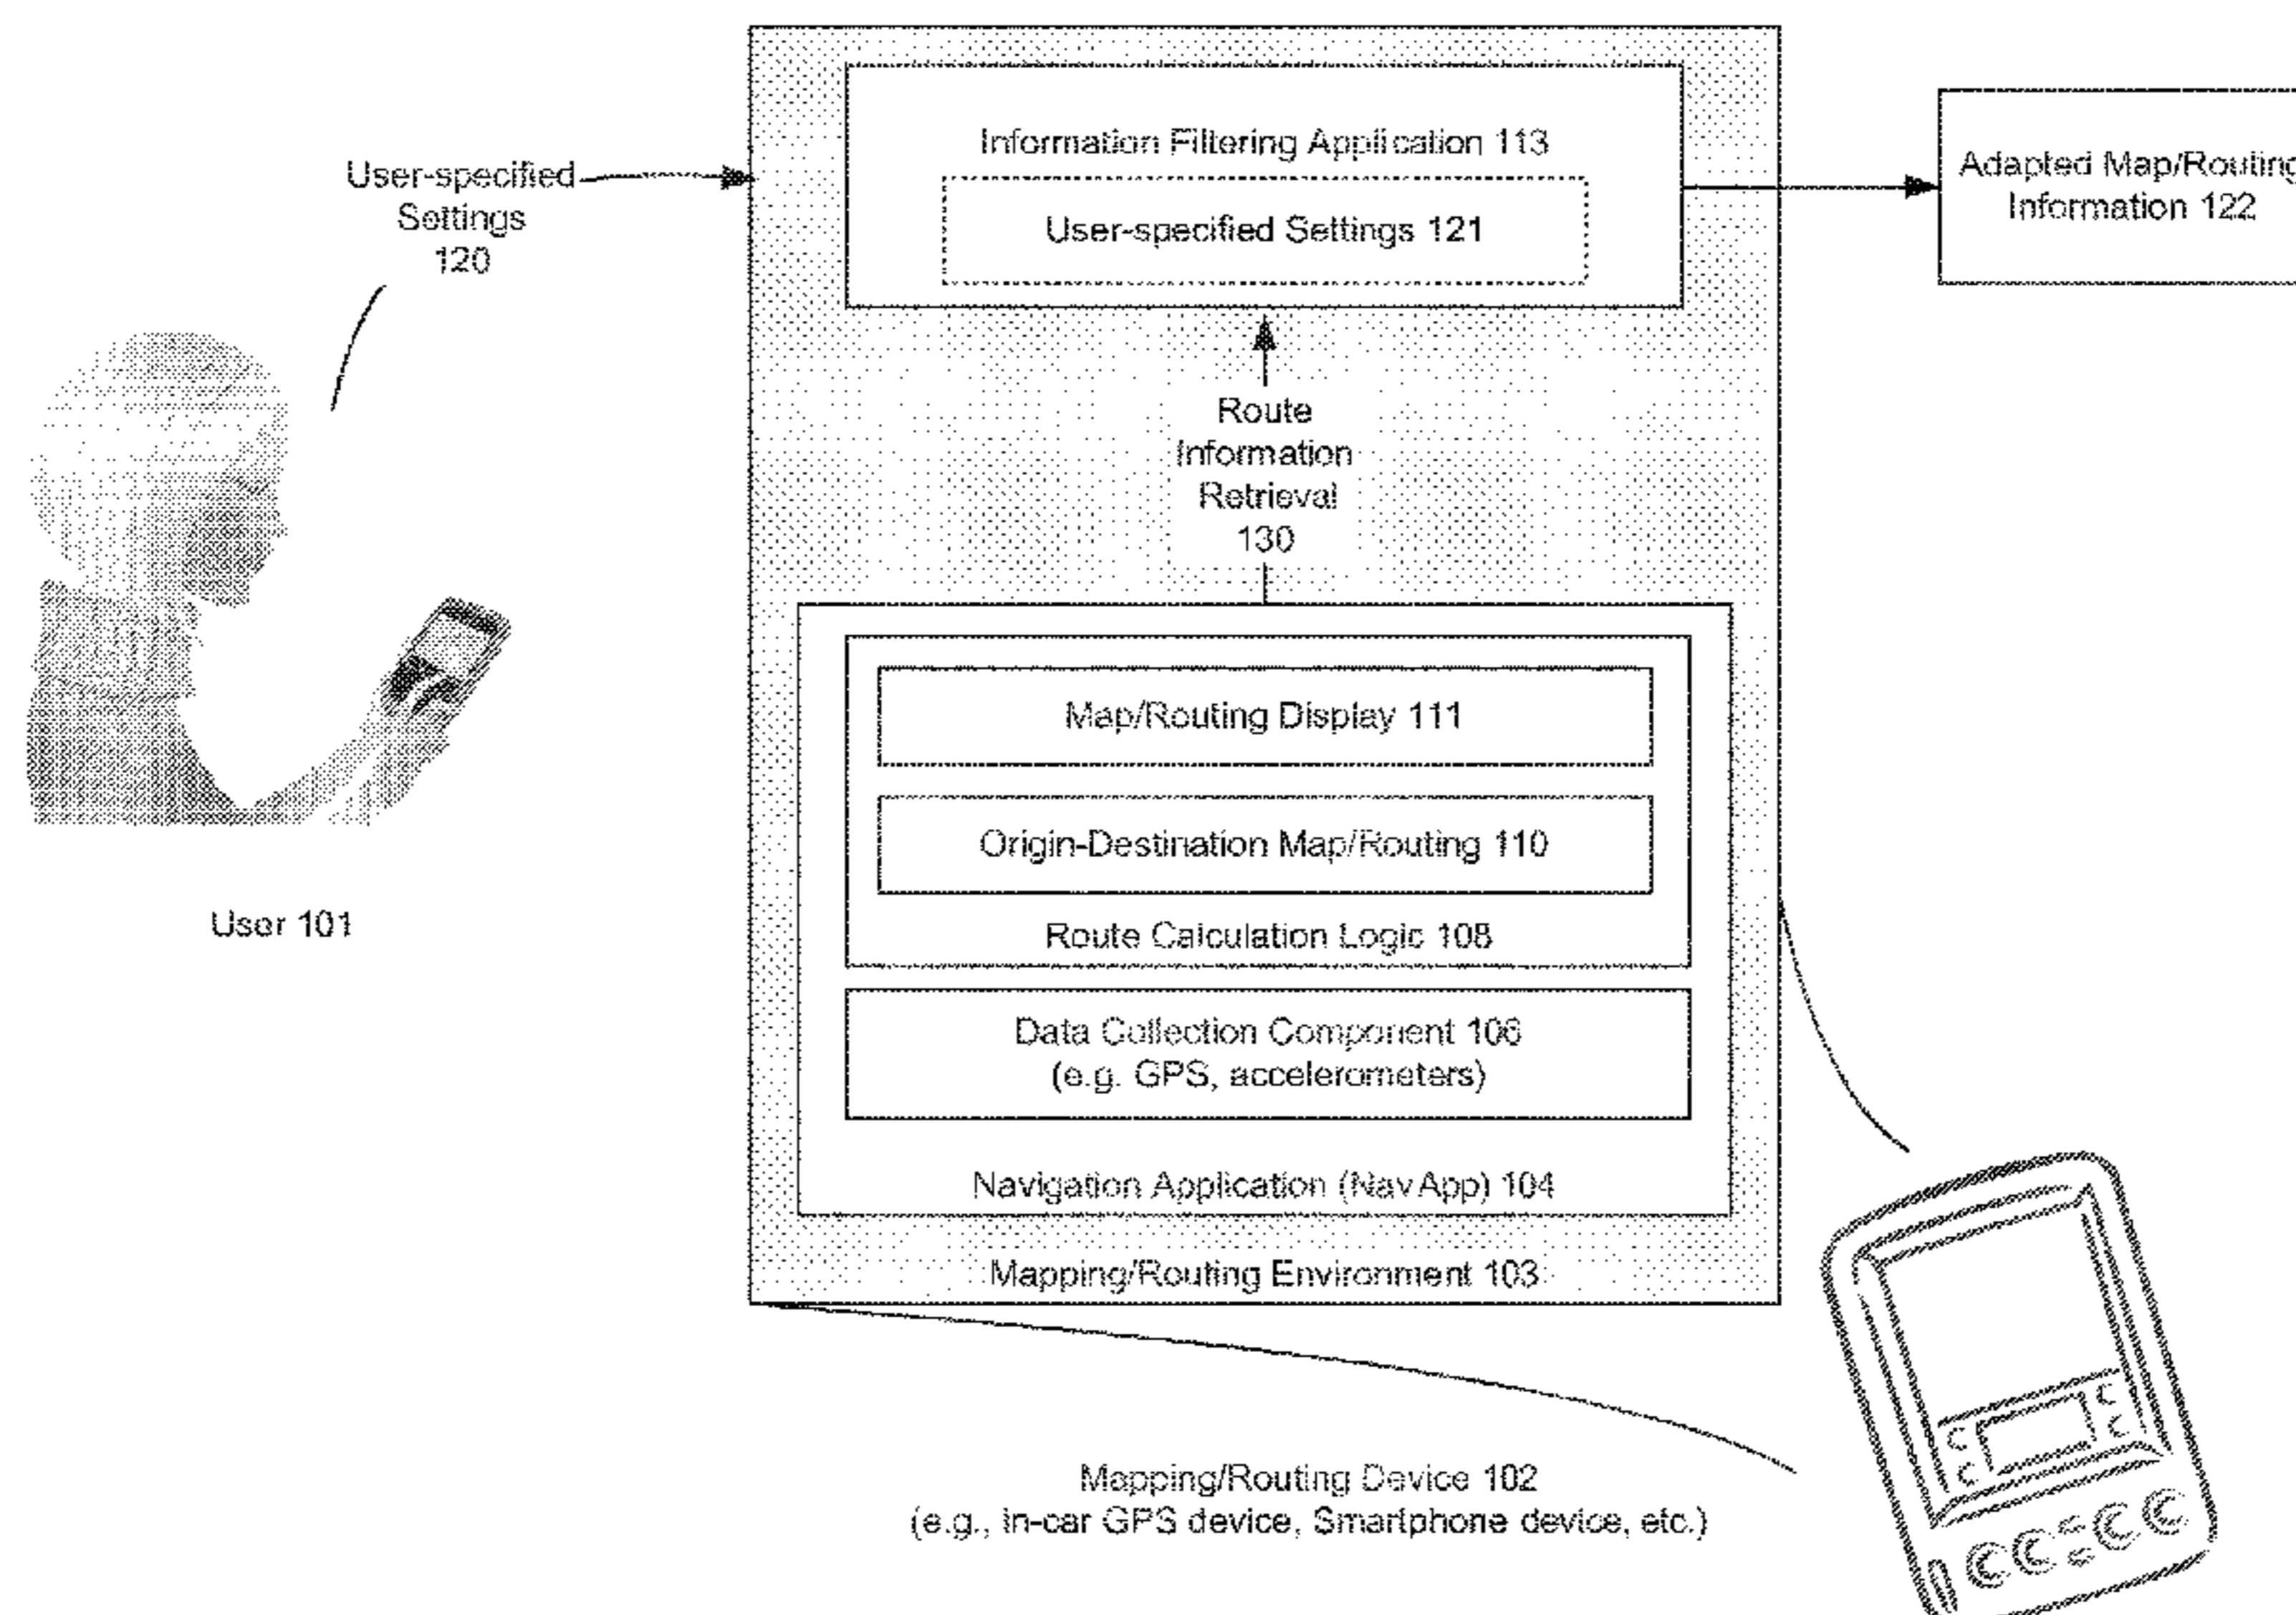 User-specified
Settings
120
User 101
Information Filtering Application 113
User-specified Settings 121
Route
Information
Retrieval
130
Map/Routing Display 111
Origin-Destination Map/Routing 110
Route Calculation Logic 108
Data Collection Component 106
(e.g. GPS, accelerometers)
Navigation Application (NavApp) 104
Mapping/Routing Environment 103
Adapted Map/Routing
Information 122
Mapping/Routing Device 102
(e.g., in-car GPS device, Smartphone device, etc.)